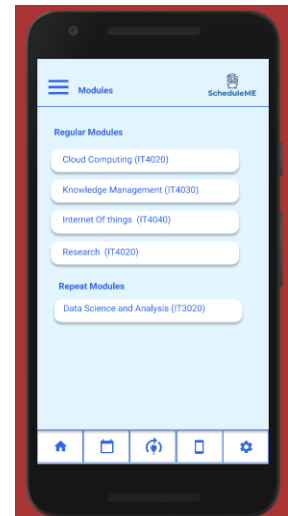 Modules
ScheduleME
Regular Modules
Cloud Computing (IT4020)
Knowledge Management (IT4030)
Internet Of things (IT4040)
Research (IT4020)
Repeat Modules
Data Science and Analysis (IT3020)